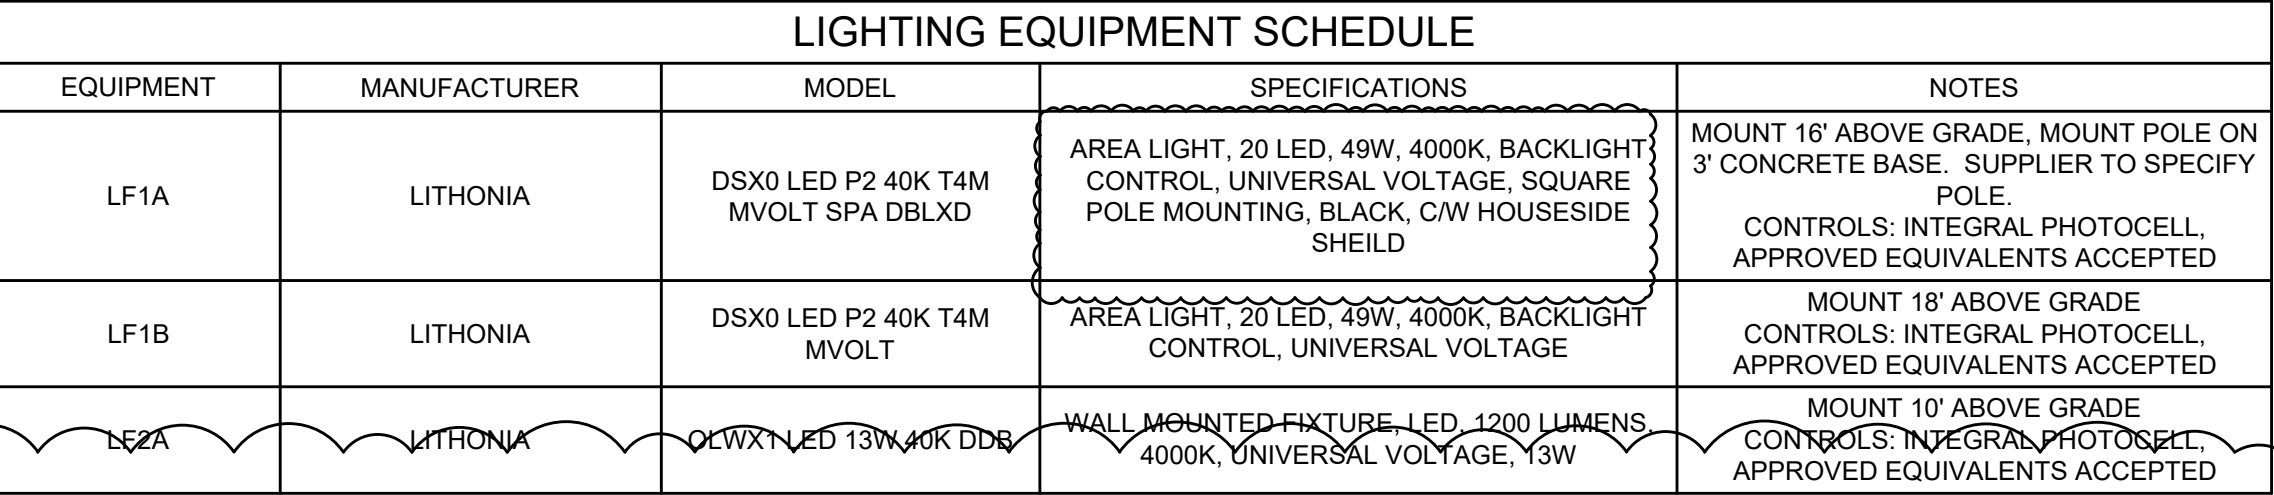 LIGHTING EQUIPMENT SCHEDULE
EQUIPMENT MANUFACTURER MODEL SPECIFICATIONS NOTES
LF1A
LITHONIA
DSX0 LED P2 40K T4M
MVOLT SPA DBLXD
AREA LIGHT, 20 LED, 49W, 4000K, BACKLIGHT
CONTROL, UNIVERSAL VOLTAGE, SQUARE
POLE MOUNTING, BLACK, C/W HOUSESIDE
SHEILD
MOUNT 16' ABOVE GRADE, MOUNT POLE ON
3' CONCRETE BASE. SUPPLIER TO SPECIFY
POLE.
CONTROLS: INTEGRAL PHOTOCELL,
APPROVED EQUIVALENTS ACCEPTED
LF1B
LITHONIA
DSX0 LED P2 40K T4M
MVOLT
AREA LIGHT, 20 LED, 49W, 4000K, BACKLIGHT
CONTROL, UNIVERSAL VOLTAGE
MOUNT 18' ABOVE GRADE
CONTROLS: INTEGRAL PHOTOCELL,
APPROVED EQUIVALENTS ACCEPTED
LF2A
LITHONIA
OLWX1 LED 13W 40K DDB
WALL MOUNTED FIXTURE, LED, 1200 LUMENS,
4000K, UNIVERSAL VOLTAGE, 13W
MOUNT 10' ABOVE GRADE
CONTROLS: INTEGRAL PHOTOCELL,
APPROVED EQUIVALENTS ACCEPTED